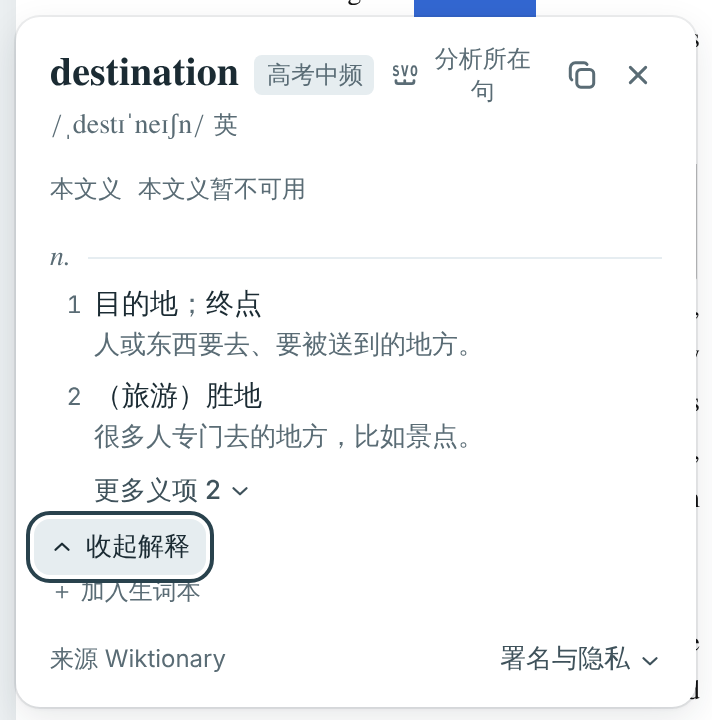 destination 高考中频 SVO 分析所在句
/ˌdestɪˈneɪʃn/ 英
本文义 本文义暂不可用
n.
1 目的地；终点
人或东西要去、要被送到的地方。
2 （旅游）胜地
很多人专门去的地方，比如景点。
更多义项 2
收起解释
+ 加入生词本
来源 Wiktionary 署名与隐私